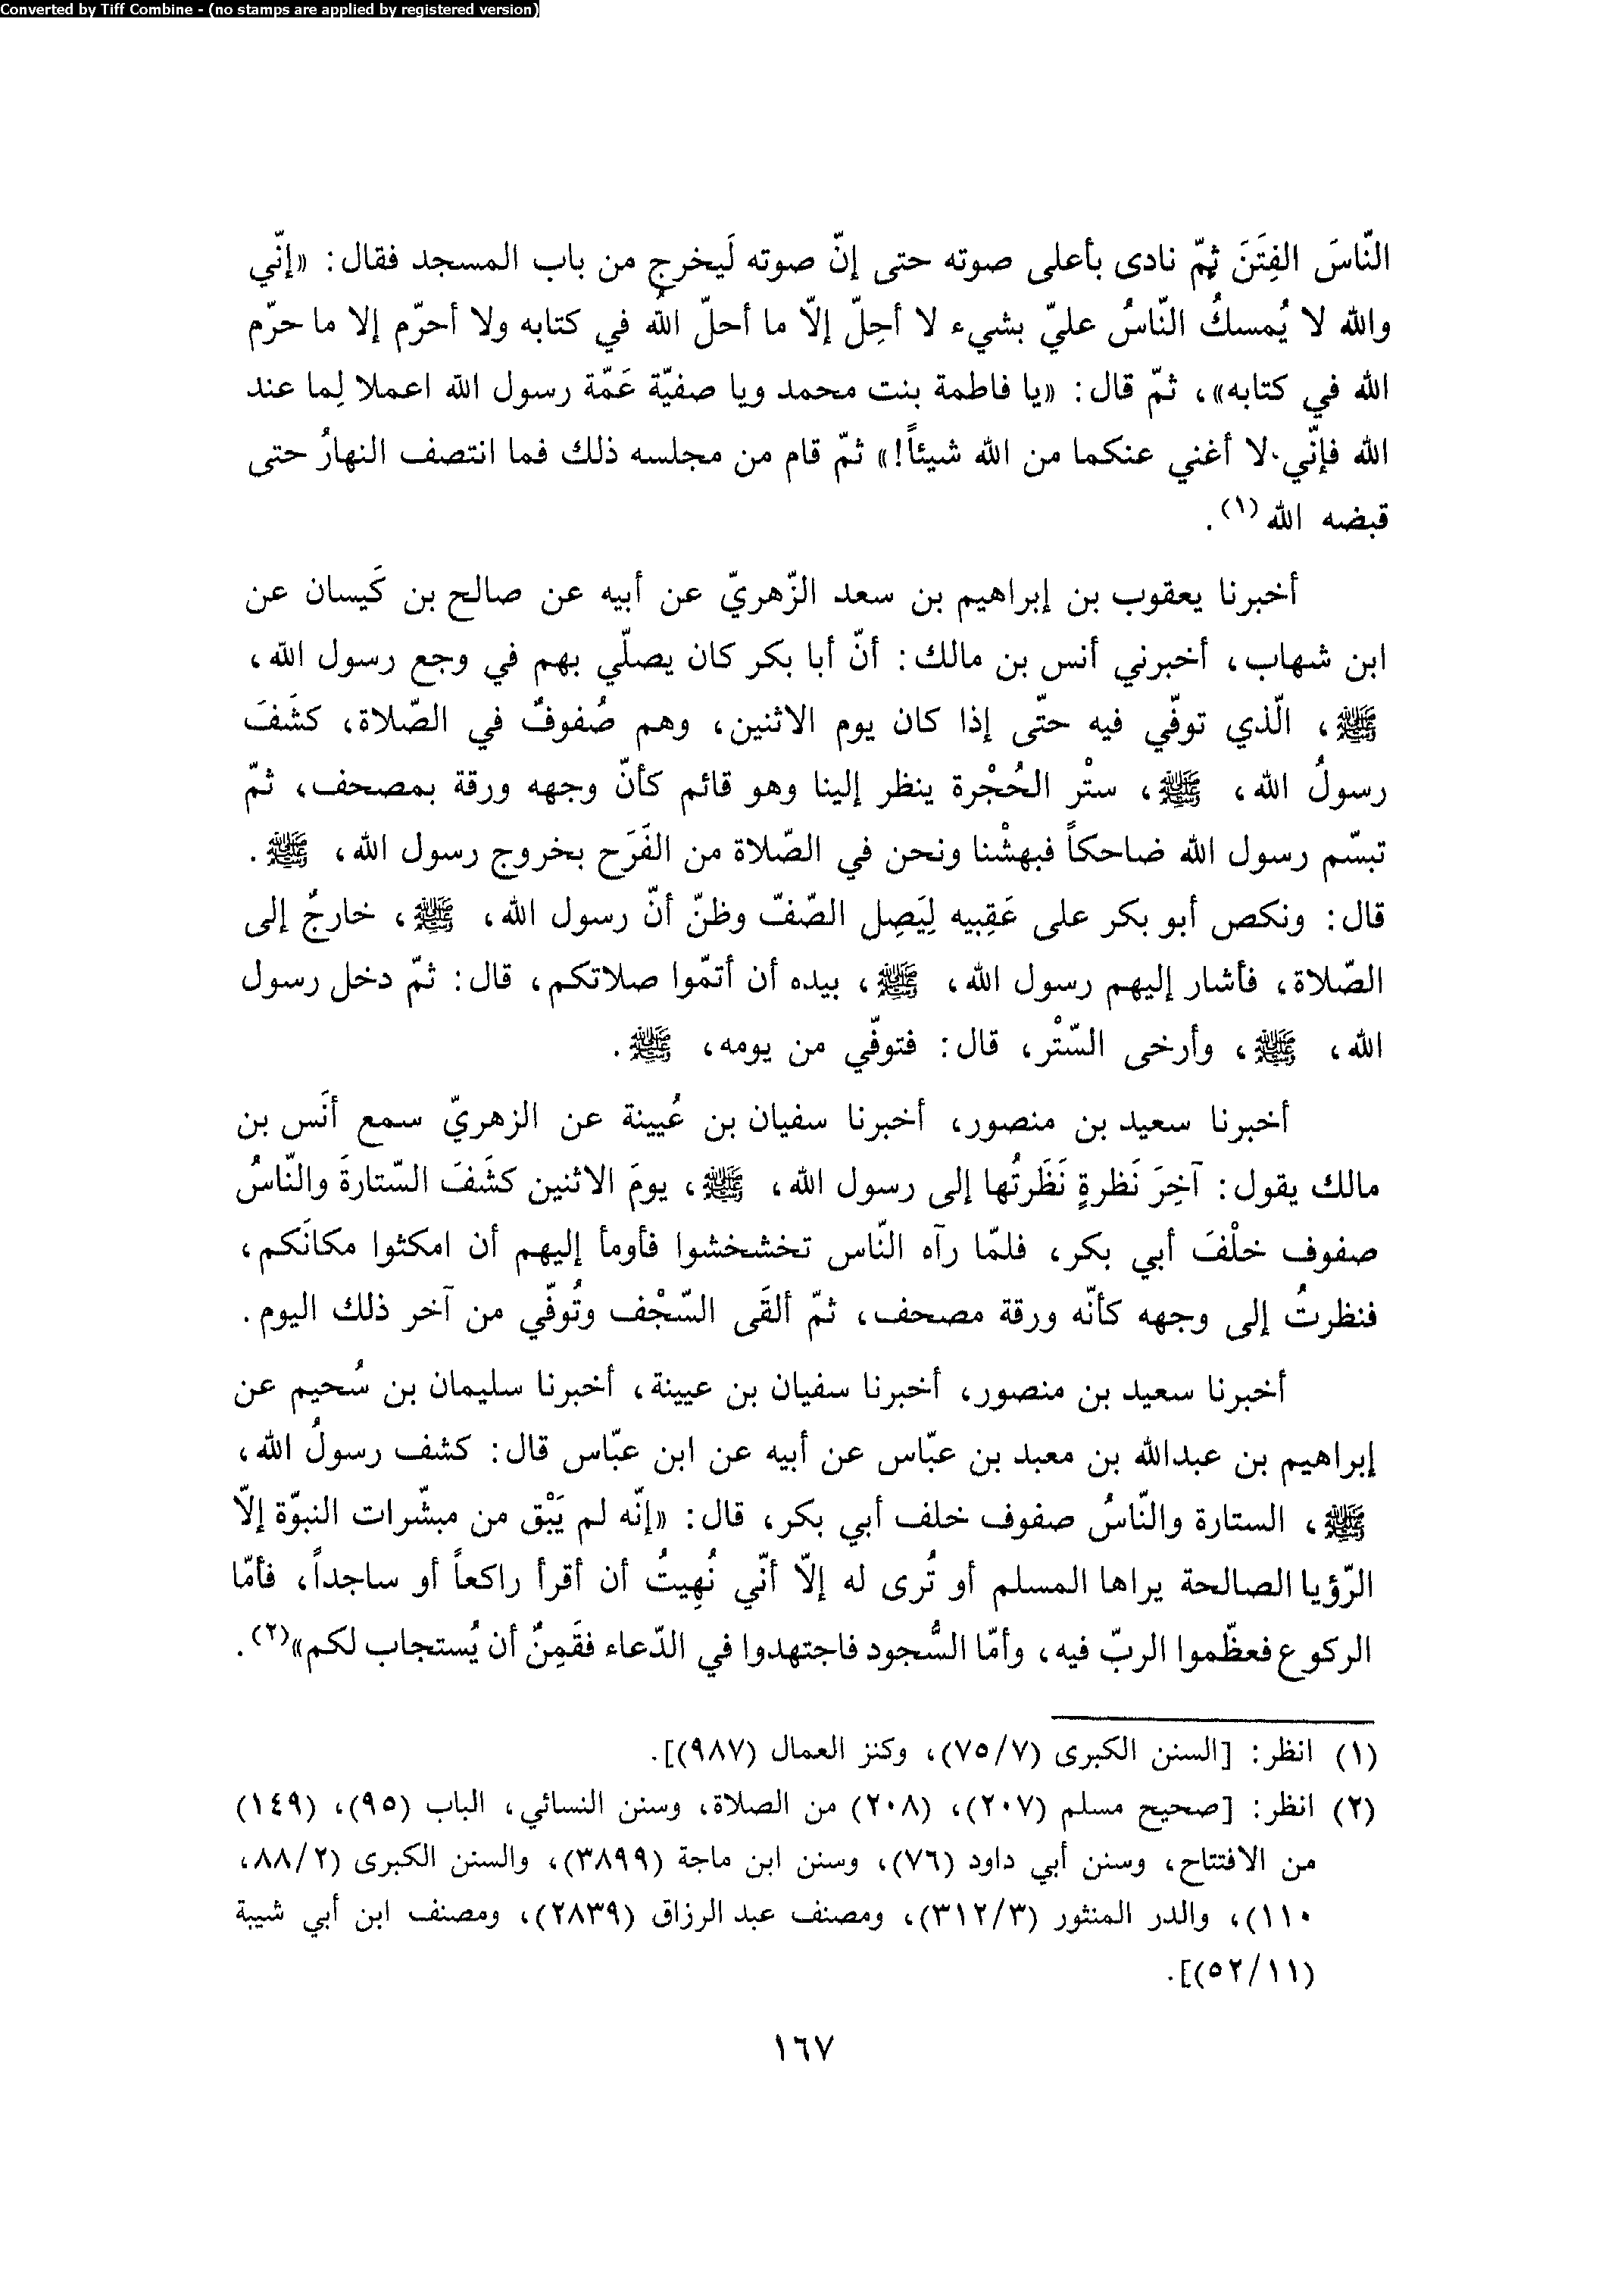 Converted by Tiff Combine - (no stamps are applied by registered version)
النّاسَ الفِتَنَ ثمّ نادى بأعلى صوته حتى إنّ صوته لَيخرج من باب المسجد فقال: «إنّي
والله لا يُمسكُ النّاسُ عليّ بشيء لا أحِلّ إلّا ما أحلّ اللهُ في كتابه ولا أحرّم إلا ما حرّم
الله في كتابه»، ثمّ قال: «يا فاطمة بنت محمد ويا صفيّة عَمّة رسول الله اعملا لِما عند
الله فإنّي لا أغني عنكما من الله شيئاً!» ثمّ قام من مجلسه ذلك فما انتصف النهارُ حتى
قبضه الله (١).
أخبرنا يعقوب بن إبراهيم بن سعد الزّهريّ عن أبيه عن صالح بن كَيسان عن
ابن شهاب، أخبرني أنس بن مالك: أنّ أبا بكر كان يصلّي بهم في وجع رسول الله،
ﷺ، الّذي توفّي فيه حتّى إذا كان يوم الاثنين، وهم صُفوفٌ في الصّلاة، كشَفَ
رسولُ الله، ﷺ، ستْر الحُجْرة ينظر إلينا وهو قائم كأنّ وجهه ورقة بمصحف، ثمّ
تبسّم رسول الله ضاحكاً فبهشْنا ونحن في الصّلاة من الفَرَح بخروج رسول الله، ﷺ.
قال: ونكص أبو بكر على عَقِبيه لِيَصِل الصّفّ وظنّ أنّ رسول الله، ﷺ، خارجٌ إلى
الصّلاة، فأشار إليهم رسول الله، ﷺ، بيده أن أتمّوا صلاتكم، قال: ثمّ دخل رسول
الله، ﷺ، وأرخى السّتْر، قال: فتوفّي من يومه، ﷺ.
أخبرنا سعيد بن منصور، أخبرنا سفيان بن عُيينة عن الزهريّ سمع أنَس بن
مالك يقول: آخِرَ نَظرةٍ نَظَرتُها إلى رسول الله، ﷺ، يومَ الاثنين كشَفَ السّتارةَ والنّاسُ
صفوف خلْفَ أبي بكر، فلمّا رآه النّاس تخشخشوا فأومأ إليهم أن امكثوا مكانَكم،
فنظرتُ إلى وجهه كأنّه ورقة مصحف، ثمّ ألقَى السّجْف وتُوفّي من آخر ذلك اليوم.
أخبرنا سعيد بن منصور، أخبرنا سفيان بن عيينة، أخبرنا سليمان بن سُحيم عن
إبراهيم بن عبدالله بن معبد بن عبّاس عن أبيه عن ابن عبّاس قال: كشف رسولُ الله،
ﷺ، الستارة والنّاسُ صفوف خلف أبي بكر، قال: «إنّه لم يَبْق من مبشّرات النبوّة إلّا
الرّؤيا الصالحة يراها المسلم أو تُرى له إلّا أنّي نُهِيتُ أن أقرأ راكعاً أو ساجداً، فأمّا
الركوع فعظّموا الربّ فيه، وأمّا السُّجود فاجتهدوا في الدّعاء فقَمِنٌ أن يُستجاب لكم»(٢).
(١) انظر: [السنن الكبرى (٧٥/٧)، وكنز العمال (٩٨٧)].
(٢) انظر: [صحيح مسلم (٢٠٧)، (٢٠٨) من الصلاة، وسنن النسائي، الباب (٩٥)، (١٤٩)
من الافتتاح، وسنن أبي داود (٧٦)، وسنن ابن ماجة (٣٨٩٩)، والسنن الكبرى (٨٨/٢،
١١٠)، والدر المنثور (٣١٢/٣)، ومصنف عبد الرزاق (٢٨٣٩)، ومصنف ابن أبي شيبة
(٥٢/١١)].
١٦٧